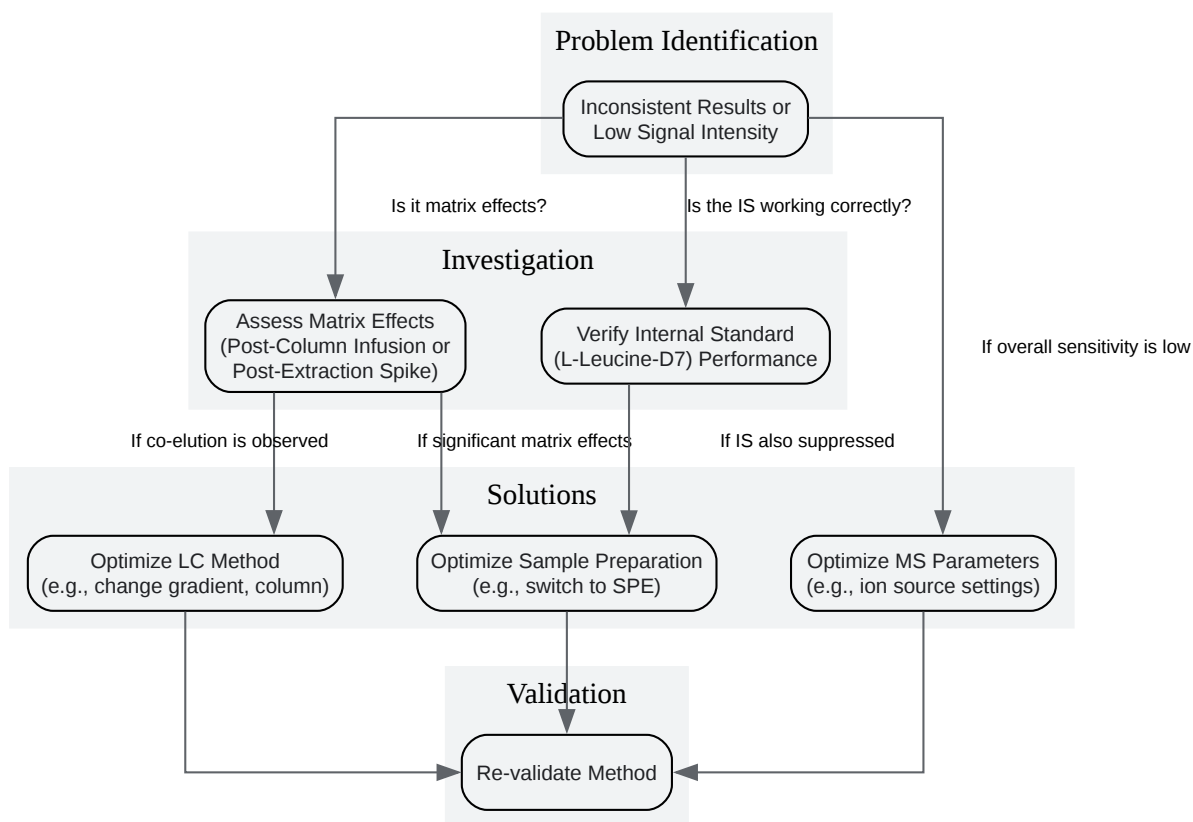 Problem Identification
Inconsistent Results or
Low Signal Intensity
Is it matrix effects?
Is the IS working correctly?
Investigation
Assess Matrix Effects
(Post-Column Infusion or
Post-Extraction Spike)
Verify Internal Standard
(L-Leucine-D7) Performance
If overall sensitivity is low
If co-elution is observed
If significant matrix effects
If IS also suppressed
Solutions
Optimize LC Method
(e.g., change gradient, column)
Optimize Sample Preparation
(e.g., switch to SPE)
Optimize MS Parameters
(e.g., ion source settings)
Validation
Re-validate Method